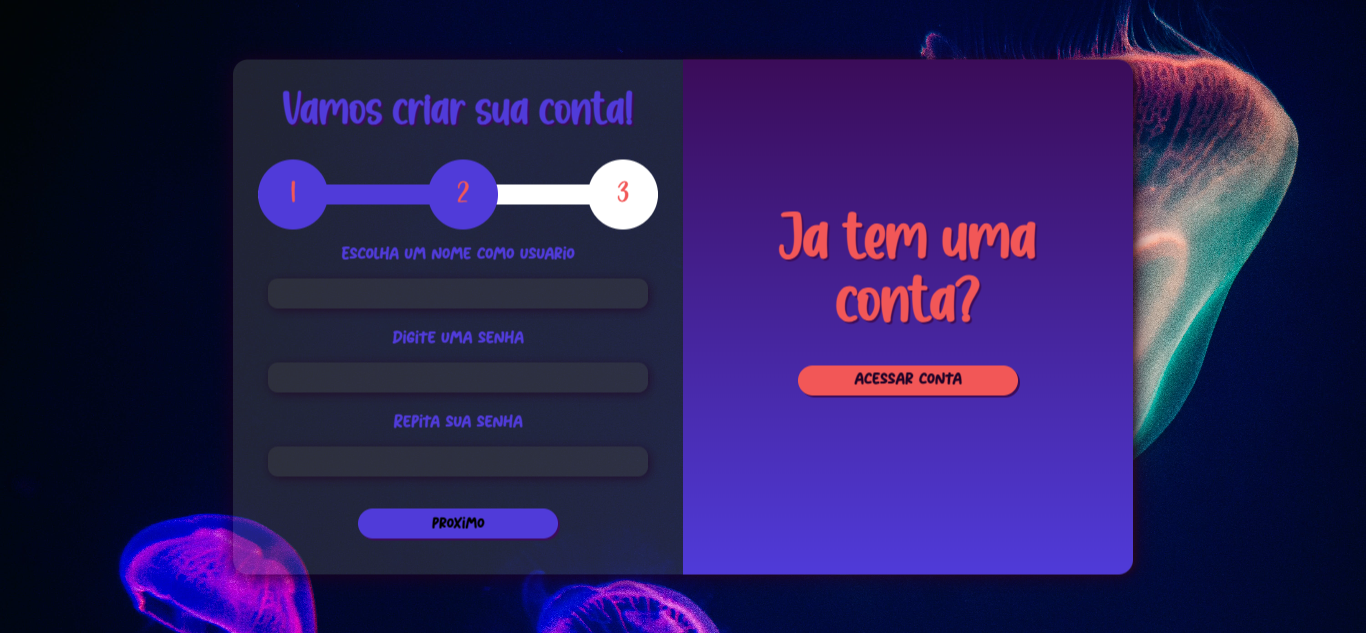 Vamos criar sua conta!
1 2 3
Escolha um nome como usuario
Digite uma senha
Repita sua senha
Proximo
Ja tem uma
conta?
Acessar conta